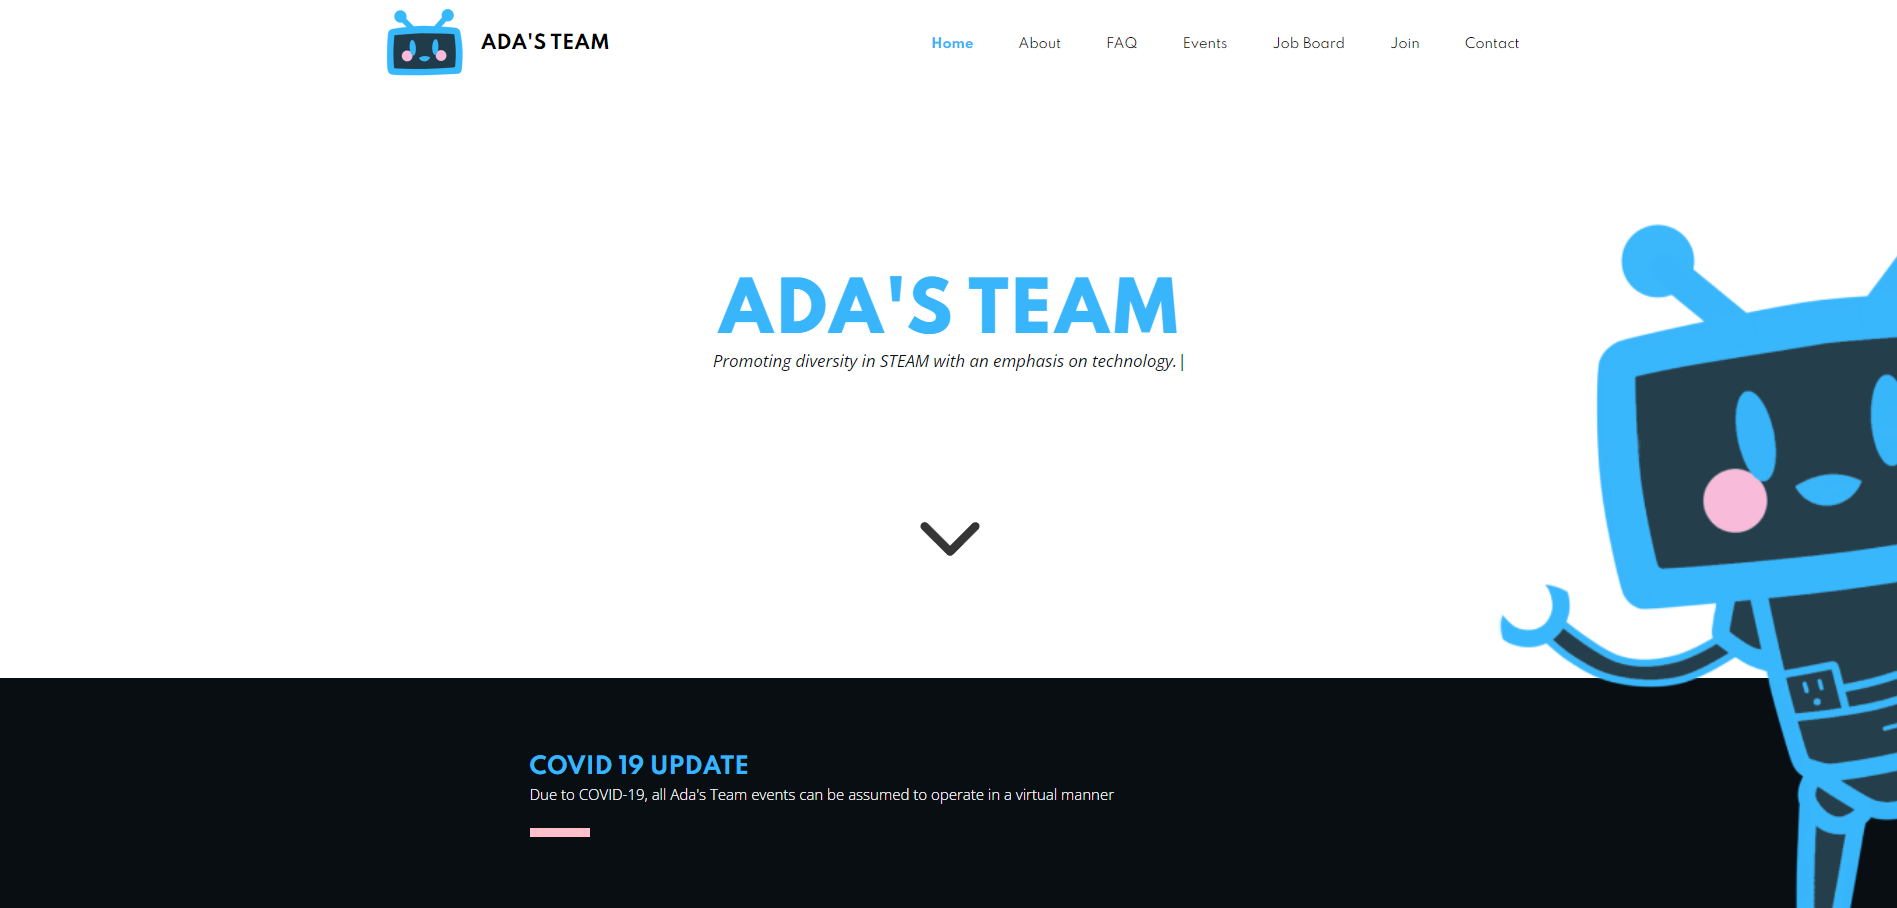 ADA'S TEAM
Home About FAQ Events Job Board Join Contact
ADA'S TEAM
Promoting diversity in STEAM with an emphasis on technology.|
COVID 19 UPDATE
Due to COVID-19, all Ada's Team events can be assumed to operate in a virtual manner